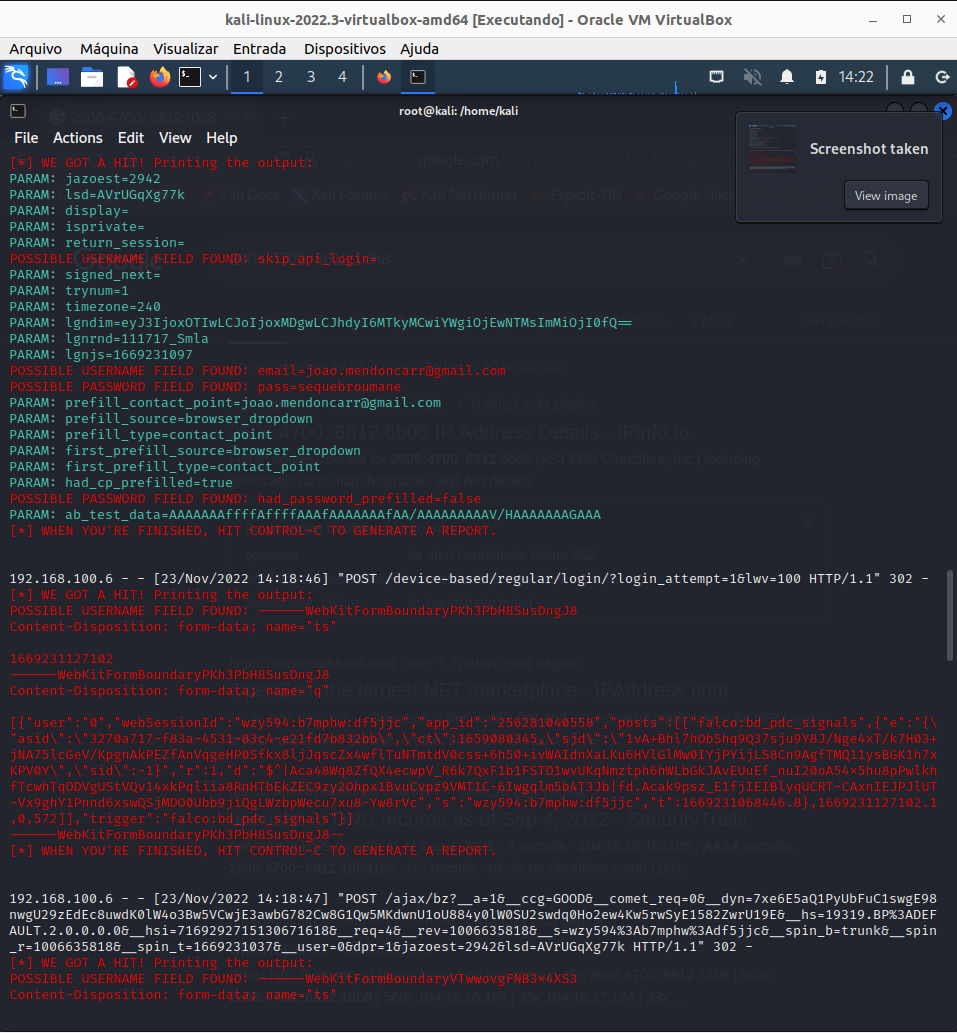 kali-linux-2022.3-virtualbox-amd64 [Executando] - Oracle VM VirtualBox
Arquivo Máquina Visualizar Entrada Dispositivos Ajuda
1 2 3 4 14:22
root@kali: /home/kali
File Actions Edit View Help
Screenshot taken
View image
[*] WE GOT A HIT! Printing the output:
PARAM: jazoest=2942
PARAM: lsd=AVrUGqXg77k
PARAM: display=
PARAM: isprivate=
PARAM: return_session=
POSSIBLE USERNAME FIELD FOUND: skip_api_login=
PARAM: signed_next=
PARAM: trynum=1
PARAM: timezone=240
PARAM: lgndim=eyJ3IjoxOTIwLCJoIjoxMDgwLCJhdyI6MTkyMCwiYWgiOjEwNTMsImMiOjI0fQ==
PARAM: lgnrnd=111717_Smla
PARAM: lgnjs=1669231097
POSSIBLE USERNAME FIELD FOUND: email=joao.mendoncarr@gmail.com
POSSIBLE PASSWORD FIELD FOUND: pass=sequebroumane
PARAM: prefill_contact_point=joao.mendoncarr@gmail.com
PARAM: prefill_source=browser_dropdown
PARAM: prefill_type=contact_point
PARAM: first_prefill_source=browser_dropdown
PARAM: first_prefill_type=contact_point
PARAM: had_cp_prefilled=true
POSSIBLE PASSWORD FIELD FOUND: had_password_prefilled=false
PARAM: ab_test_data=AAAAAAAffffAffffAAAfAAAAAAAfAA/AAAAAAAAAV/HAAAAAAAGAAA
[*] WHEN YOU'RE FINISHED, HIT CONTROL-C TO GENERATE A REPORT.
192.168.100.6 - - [23/Nov/2022 14:18:46] "POST /device-based/regular/login/?login_attempt=1&lwv=100 HTTP/1.1" 302 -
[*] WE GOT A HIT! Printing the output:
POSSIBLE USERNAME FIELD FOUND: ------WebKitFormBoundaryPKh3PbH8SusDngJ8
Content-Disposition: form-data; name="ts"
1669231127102
------WebKitFormBoundaryPKh3PbH8SusDngJ8
Content-Disposition: form-data; name="q"
[{"user":"0","webSessionId":"wzy594:b7mphw:df5jjc","app_id":"256281040558","posts":[["falco:bd_pdc_signals",{"e":"{\
"asid\":\"3270a717-f83a-4531-83c4-e21fd7b832bb\",\"ct\":1659080345,\"sjd\":\"1vA+Bhl7hObShq9Q37sju9Y8J/Nge4xT/k7H03+
jNA75lcGeV/KpgnAkPEZfAnVqgeHP0Sfkx8ljJqscZx4wflTuNTmtdV0css+6h50+ivWAIdnXaLKu6HVlGlMw0IYjPYijLS8Cn9AgfTMQ11ysBGK1h7x
KPV0Y\",\"sid\":-1}","r":1,"d":"$^|Aca48Wq8ZfQX4ecwpV_R6k7QxF1b1FSTD1wvUKqNmztph6hWLbGkJAvEUuEf_nuI20oA54x5hu8pPwlkh
fTcwhTqODVgUStVQv14xkPqliia8RnHTbEkZEC9zy2Ohpx1BvuCvpz9VMT1C-6Iwgqlm5b4T3Jb|fd.Acak9psz_E1fjIEIBlyqUCRT-CAxnIEJPJlUT
-Vx9ghY1Pnnd6xswQSjMDO0Ubb9jiQgLWzbpWecu7xu8-Yw8rVc","s":"wzy594:b7mphw:df5jjc","t":1669231068446.8},1669231127102.1
,0,572]],"trigger":"falco:bd_pdc_signals"}]
------WebKitFormBoundaryPKh3PbH8SusDngJ8--
[*] WHEN YOU'RE FINISHED, HIT CONTROL-C TO GENERATE A REPORT.
192.168.100.6 - - [23/Nov/2022 14:18:47] "POST /ajax/bz?__a=1&__ccg=GOOD&__comet_req=0&__dyn=7xe6E5aQ1PyUbFuC1swgE98
nwgU29zEdEc8uwdK0lW4o3Bw5VCwjE3awbG782Cw8G1Qw5MKdwnU1oU884y0lW0SU2swdq0Ho2ew4Kw5rwSyE1582ZwrU19E&__hs=19319.BP%3ADEF
AULT.2.0.0.0.0&__hsi=7169292715130671618&__req=4&__rev=1006635818&__s=wzy594%3Ab7mphw%3Adf5jjc&__spin_b=trunk&__spin
_r=1006635818&__spin_t=1669231037&__user=0&dpr=1&jazoest=2942&lsd=AVrUGqXg77k HTTP/1.1" 302 -
[*] WE GOT A HIT! Printing the output:
POSSIBLE USERNAME FIELD FOUND: ------WebKitFormBoundaryVTwwovgFNB3x4XS3
Content-Disposition: form-data; name="ts"